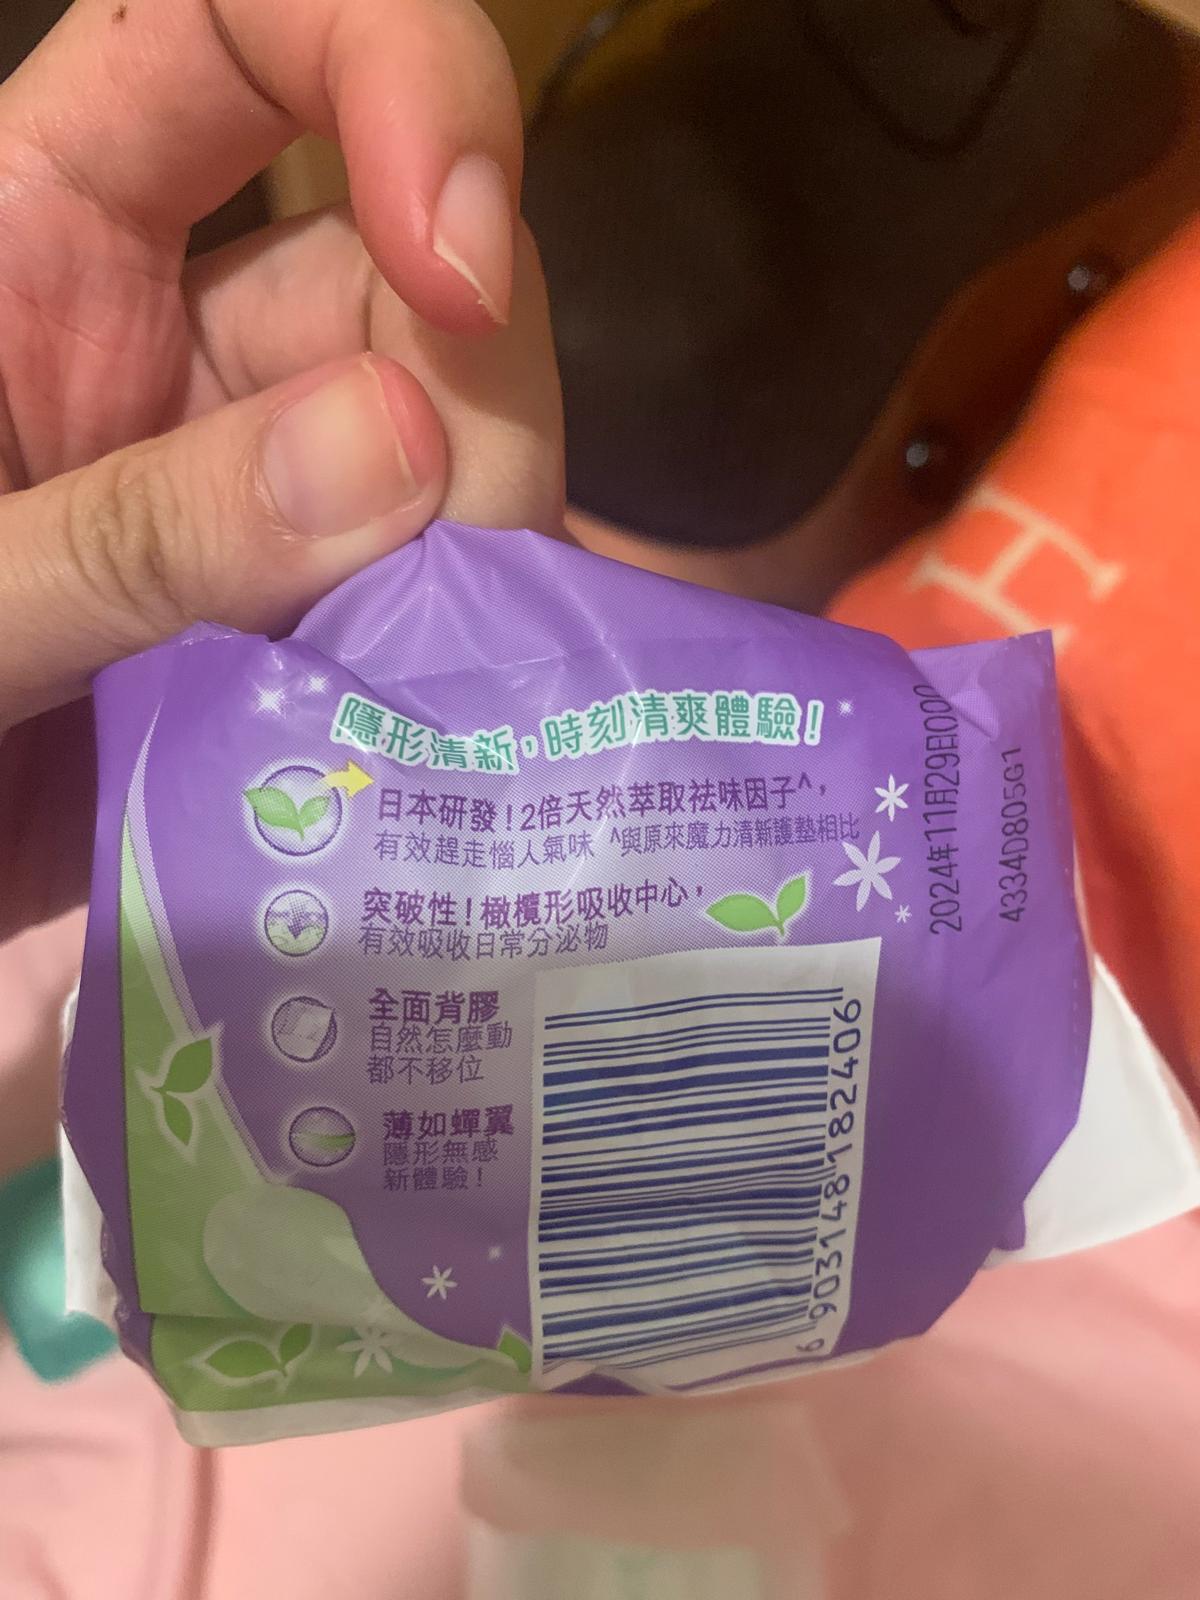 隱形清新，時刻清爽體驗！
日本研發！2倍天然萃取祛味因子^，
有效趕走惱人氣味 ^與原來魔力清新護墊相比
突破性！橄欖形吸收中心，
有效吸收日常分泌物
全面背膠
自然怎麼動
都不移位
薄如蟬翼
隱形無感
新體驗！
6 903148 182406
2024年11月29日000
4334D805G1
H